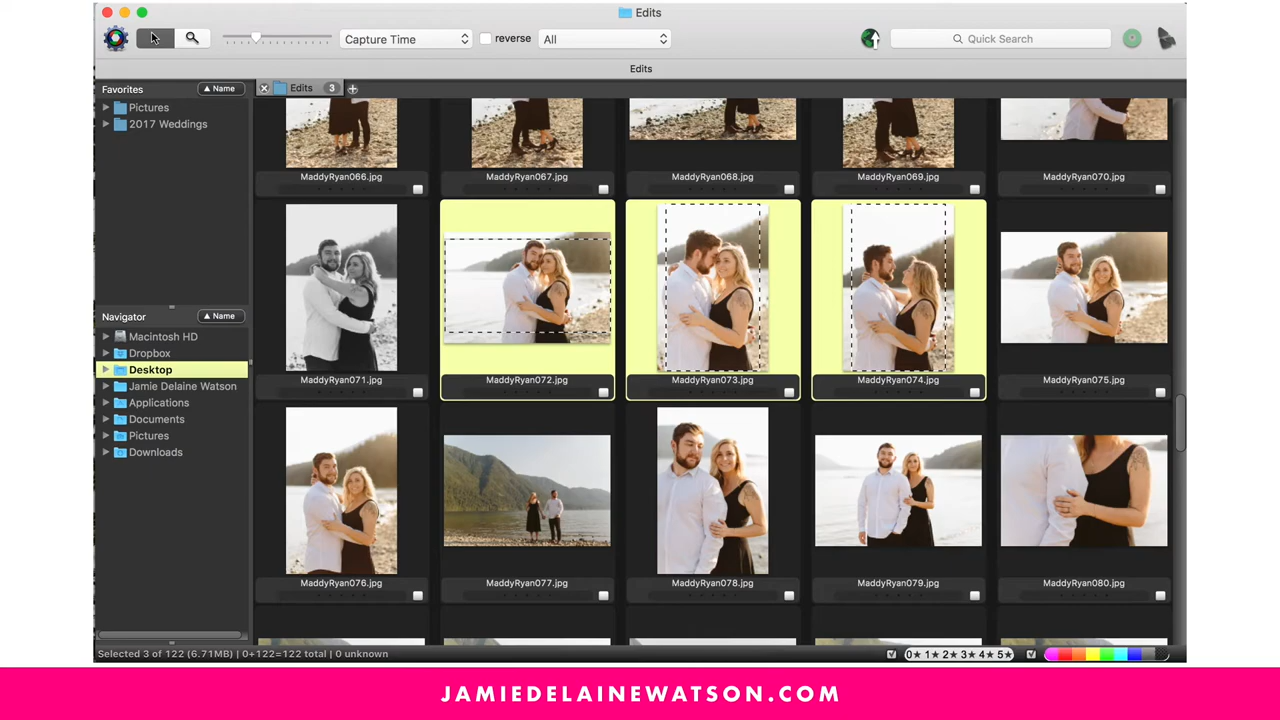 Edits
Capture Time
reverse
All
Quick Search
Edits
Favorites
▲ Name
Pictures
2017 Weddings
Navigator
▲ Name
Macintosh HD
Dropbox
Desktop
Jamie Delaine Watson
Applications
Documents
Pictures
Downloads
Edits 3
MaddyRyan066.jpg
MaddyRyan067.jpg
MaddyRyan068.jpg
MaddyRyan069.jpg
MaddyRyan070.jpg
MaddyRyan071.jpg
MaddyRyan072.jpg
MaddyRyan073.jpg
MaddyRyan074.jpg
MaddyRyan075.jpg
MaddyRyan076.jpg
MaddyRyan077.jpg
MaddyRyan078.jpg
MaddyRyan079.jpg
MaddyRyan080.jpg
Selected 3 of 122 (6.71MB) | 0+122=122 total | 0 unknown
0★ 1★ 2★ 3★ 4★ 5★
JAMIEDELAINEWATSON.COM